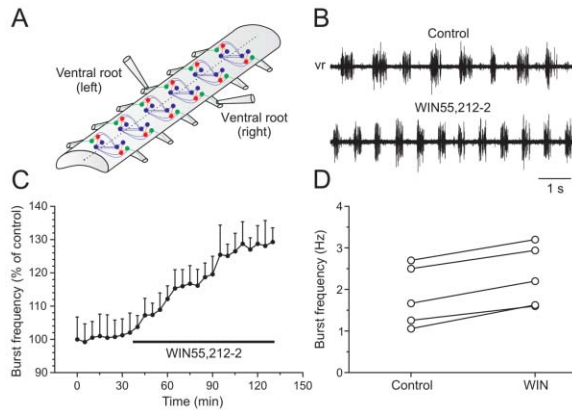 A
Ventral root
(left)
Ventral root
(right)
B
Control
vr
WIN55,212-2
1 s
C
Burst frequency (% of control)
130
120
110
100
90
WIN55,212-2
0
30
60
90
120
150
Time (min)
D
Burst frequency (Hz)
4
3
2
1
0
Control
WIN